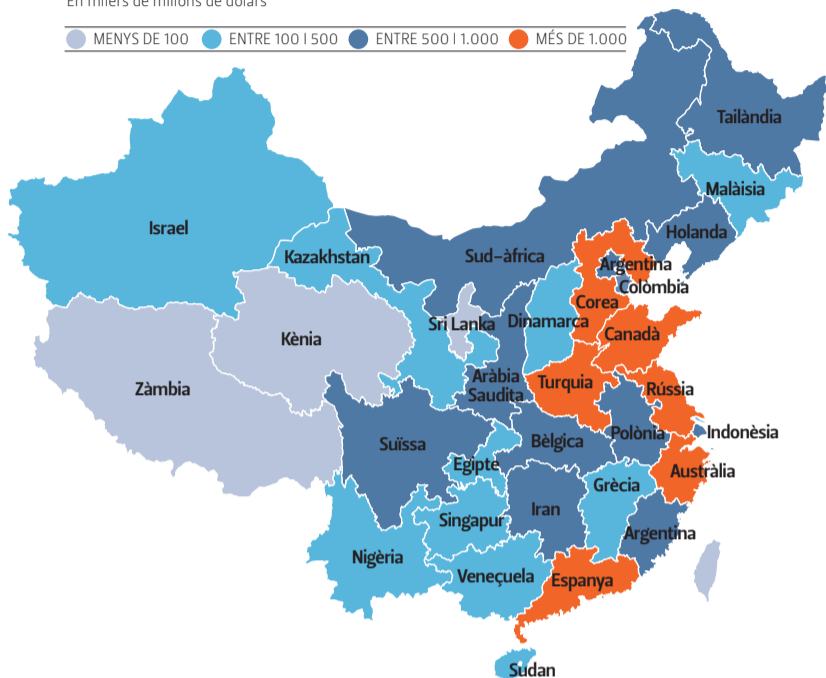 En milers de milions de dòlars
MENYS DE 100 ENTRE 100 I 500 ENTRE 500 I 1.000 MÉS DE 1.000
Tailàndia
Malàisia
Israel
Holanda
Kazakhstan
Sud-àfrica
Argentina
Colòmbia
Corea
Sri Lanka
Dinamarca
Canadà
Kènia
Aràbia
Saudita
Turquia
Rússia
Zàmbia
Suïssa
Bèlgica
Polònia
Indonèsia
Egipte
Austràlia
Grècia
Iran
Singapur
Argentina
Nigèria
Veneçuela
Espanya
Sudan